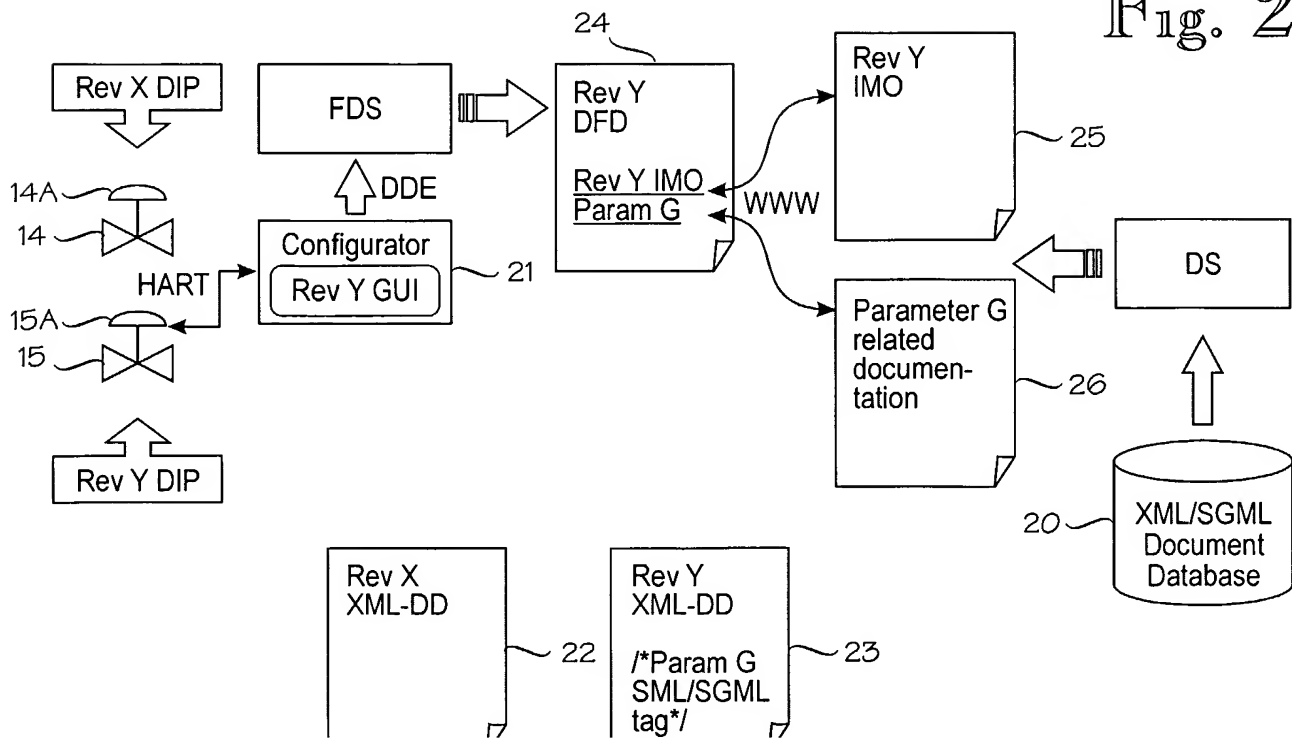 Fig. 2
Rev X DIP
14A
14
HART
15A
15
Rev Y DIP
FDS
DDE
Configurator
Rev Y GUI
21
24
Rev Y
DFD
Rev Y IMO
Param G
WWW
Rev Y
IMO
25
Parameter G
related
documen-
tation
26
DS
20
XML/SGML
Document
Database
Rev X
XML-DD
22
Rev Y
XML-DD
/*Param G
SML/SGML
tag*/
23